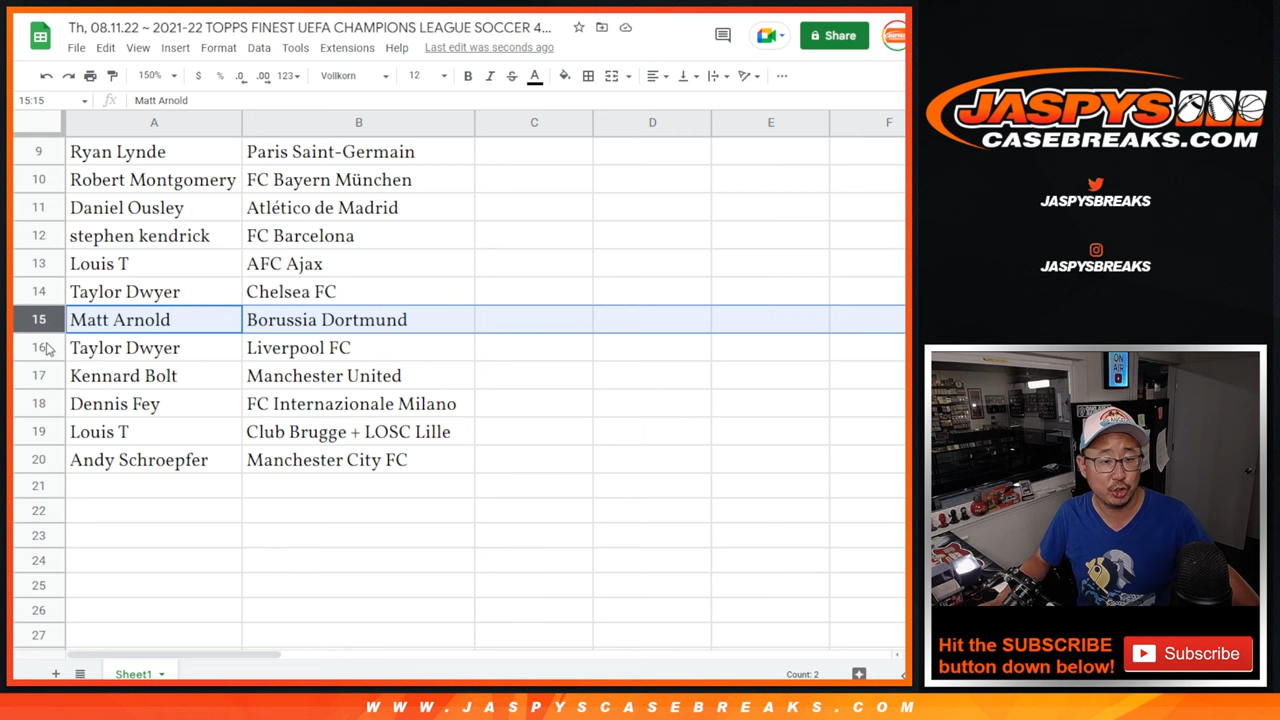 Th, 08.11.22 ~ 2021-22 TOPPS FINEST UEFA CHAMPIONS LEAGUE SOCCER 4...
File Edit View Insert Format Data Tools Extensions Help Last edit was seconds ago
Share
150% $ % .0 .00 123 Vollkorn 12 B I S A
15:15 fx Matt Arnold
A B C D E F
9 Ryan Lynde Paris Saint-Germain
10 Robert Montgomery FC Bayern München
11 Daniel Ousley Atlético de Madrid
12 stephen kendrick FC Barcelona
13 Louis T AFC Ajax
14 Taylor Dwyer Chelsea FC
15 Matt Arnold Borussia Dortmund
16 Taylor Dwyer Liverpool FC
17 Kennard Bolt Manchester United
18 Dennis Fey FC Internazionale Milano
19 Louis T Club Brugge + LOSC Lille
20 Andy Schroepfer Manchester City FC
21
22
23
24
25
26
27
Sheet1 Count: 2
JASPYS
CASEBREAKS.COM
JASPYSBREAKS
JASPYSBREAKS
ON
AIR
Hit the SUBSCRIBE
button down below!
Subscribe
WWW.JASPYSCASEBREAKS.COM